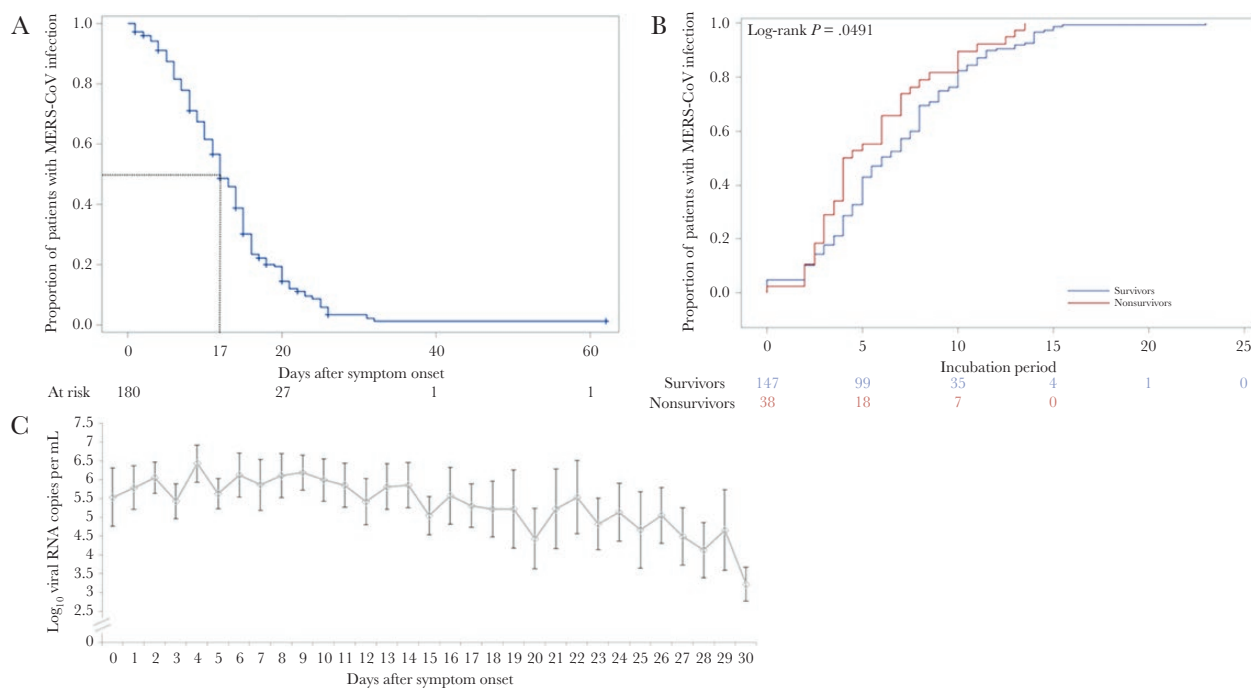 A
Proportion of patients with MERS-CoV infection
1.0
0.8
0.6
0.4
0.2
0.0
0 17 20 40 60
Days after symptom onset
At risk 180 27 1 1
B
Proportion of patients with MERS-CoV infection
Log-rank P = .0491
1.0
0.8
0.6
0.4
0.2
0.0
Survivors
Nonsurvivors
0 5 10 15 20 25
Incubation period
Survivors 147 99 35 4 1 0
Nonsurvivors 38 18 7 0
C
Log10 viral RNA copies per mL
7.5
7
6.5
6
5.5
5
4.5
4
3.5
3
2.5
0
0 1 2 3 4 5 6 7 8 9 10 11 12 13 14 15 16 17 18 19 20 21 22 23 24 25 26 27 28 29 30
Days after symptom onset